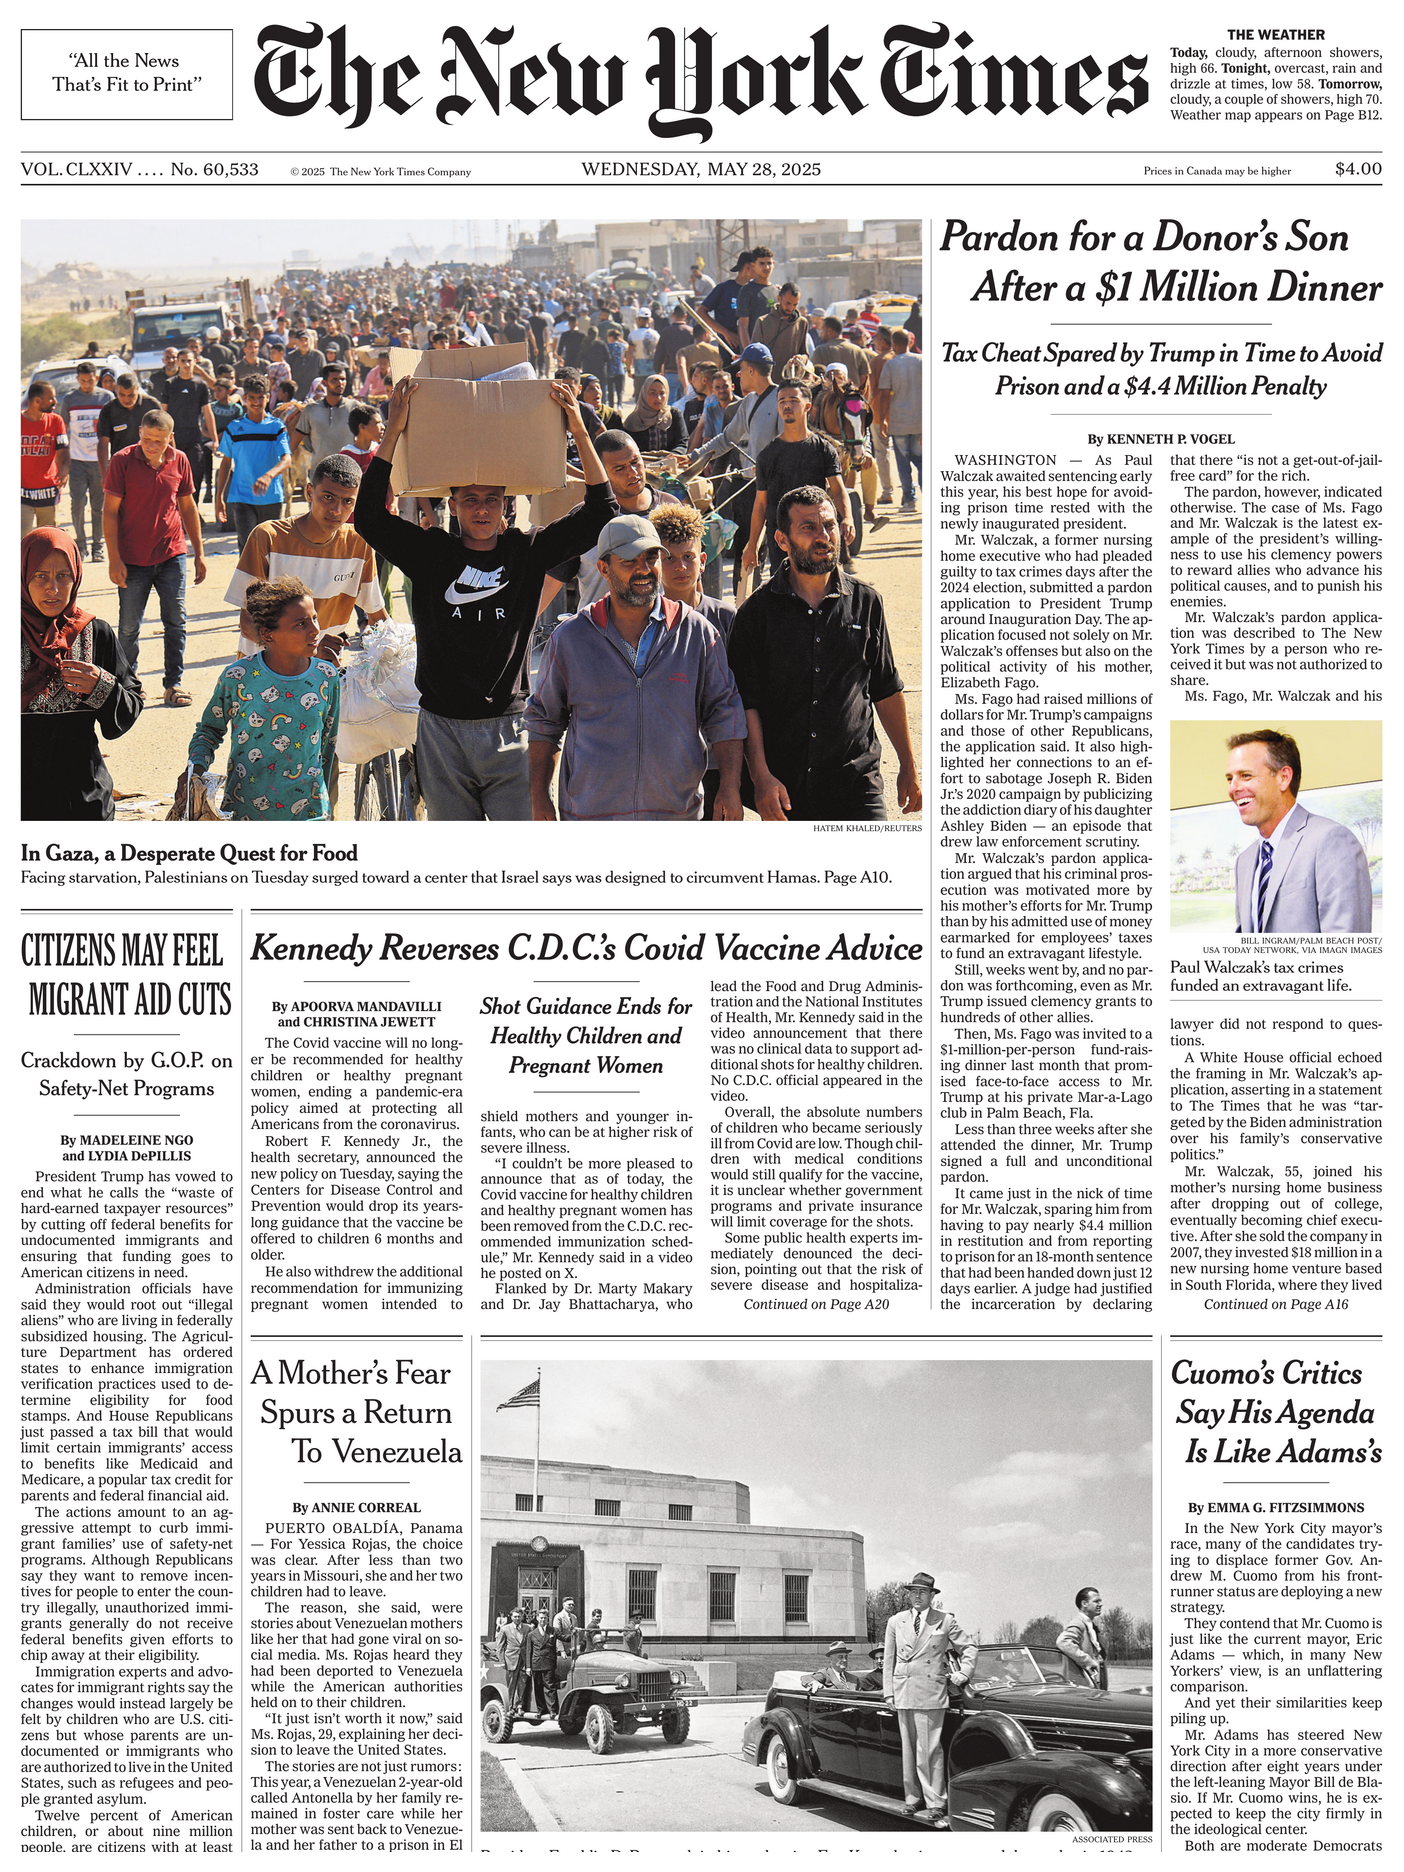 "All the News
That's Fit to Print"
The New York Times
THE WEATHER
Today, cloudy, afternoon showers,
high 66. Tonight, overcast, rain and
drizzle at times, low 58. Tomorrow,
cloudy, a couple of showers, high 70.
Weather map appears on Page B12.
VOL. CLXXIV .... No. 60,533
© 2025 The New York Times Company
WEDNESDAY, MAY 28, 2025
Prices in Canada may be higher
$4.00
NIKE
AIR
HATEM KHALED/REUTERS
In Gaza, a Desperate Quest for Food
Facing starvation, Palestinians on Tuesday surged toward a center that Israel says was designed to circumvent Hamas. Page A10.
Pardon for a Donor's Son
After a $1 Million Dinner
Tax Cheat Spared by Trump in Time to Avoid
Prison and a $4.4 Million Penalty
By KENNETH P. VOGEL
WASHINGTON — As Paul
Walczak awaited sentencing early
this year, his best hope for avoid-
ing prison time rested with the
newly inaugurated president.
Mr. Walczak, a former nursing
home executive who had pleaded
guilty to tax crimes days after the
2024 election, submitted a pardon
application to President Trump
around Inauguration Day. The ap-
plication focused not solely on Mr.
Walczak's offenses but also on the
political activity of his mother,
Elizabeth Fago.
Ms. Fago had raised millions of
dollars for Mr. Trump's campaigns
and those of other Republicans,
the application said. It also high-
lighted her connections to an ef-
fort to sabotage Joseph R. Biden
Jr.'s 2020 campaign by publicizing
the addiction diary of his daughter
Ashley Biden — an episode that
drew law enforcement scrutiny.
Mr. Walczak's pardon applica-
tion argued that his criminal pros-
ecution was motivated more by
his mother's efforts for Mr. Trump
than by his admitted use of money
earmarked for employees' taxes
to fund an extravagant lifestyle.
Still, weeks went by, and no par-
don was forthcoming, even as Mr.
Trump issued clemency grants to
hundreds of other allies.
Then, Ms. Fago was invited to a
$1-million-per-person fund-rais-
ing dinner last month that prom-
ised face-to-face access to Mr.
Trump at his private Mar-a-Lago
club in Palm Beach, Fla.
Less than three weeks after she
attended the dinner, Mr. Trump
signed a full and unconditional
pardon.
It came just in the nick of time
for Mr. Walczak, sparing him from
having to pay nearly $4.4 million
in restitution and from reporting
to prison for an 18-month sentence
that had been handed down just 12
days earlier. A judge had justified
the incarceration by declaring
that there "is not a get-out-of-jail-
free card" for the rich.
The pardon, however, indicated
otherwise. The case of Ms. Fago
and Mr. Walczak is the latest ex-
ample of the president's willing-
ness to use his clemency powers
to reward allies who advance his
political causes, and to punish his
enemies.
Mr. Walczak's pardon applica-
tion was described to The New
York Times by a person who re-
ceived it but was not authorized to
share.
Ms. Fago, Mr. Walczak and his
BILL INGRAM/PALM BEACH POST/
USA TODAY NETWORK, VIA IMAGN IMAGES
Paul Walczak's tax crimes
funded an extravagant life.
lawyer did not respond to ques-
tions.
A White House official echoed
the framing in Mr. Walczak's ap-
plication, asserting in a statement
to The Times that he was "tar-
geted by the Biden administration
over his family's conservative
politics."
Mr. Walczak, 55, joined his
mother's nursing home business
after dropping out of college,
eventually becoming chief execu-
tive. After she sold the company in
2007, they invested $18 million in a
new nursing home venture based
in South Florida, where they lived
Continued on Page A16
CITIZENS MAY FEEL
MIGRANT AID CUTS
Crackdown by G.O.P. on
Safety-Net Programs
By MADELEINE NGO
and LYDIA DePILLIS
President Trump has vowed to
end what he calls the "waste of
hard-earned taxpayer resources"
by cutting off federal benefits for
undocumented immigrants and
ensuring that funding goes to
American citizens in need.
Administration officials have
said they would root out "illegal
aliens" who are living in federally
subsidized housing. The Agricul-
ture Department has ordered
states to enhance immigration
verification practices used to de-
termine eligibility for food
stamps. And House Republicans
just passed a tax bill that would
limit certain immigrants' access
to benefits like Medicaid and
Medicare, a popular tax credit for
parents and federal financial aid.
The actions amount to an ag-
gressive attempt to curb immi-
grant families' use of safety-net
programs. Although Republicans
say they want to remove incen-
tives for people to enter the coun-
try illegally, unauthorized immi-
grants generally do not receive
federal benefits given efforts to
chip away at their eligibility.
Immigration experts and advo-
cates for immigrant rights say the
changes would instead largely be
felt by children who are U.S. citi-
zens but whose parents are un-
documented or immigrants who
are authorized to live in the United
States, such as refugees and peo-
ple granted asylum.
Twelve percent of American
children, or about nine million
people, are citizens with at least
Kennedy Reverses C.D.C.'s Covid Vaccine Advice
By APOORVA MANDAVILLI
and CHRISTINA JEWETT
The Covid vaccine will no long-
er be recommended for healthy
children or healthy pregnant
women, ending a pandemic-era
policy aimed at protecting all
Americans from the coronavirus.
Robert F. Kennedy Jr., the
health secretary, announced the
new policy on Tuesday, saying the
Centers for Disease Control and
Prevention would drop its years-
long guidance that the vaccine be
offered to children 6 months and
older.
He also withdrew the additional
recommendation for immunizing
pregnant women intended to
Shot Guidance Ends for
Healthy Children and
Pregnant Women
shield mothers and younger in-
fants, who can be at higher risk of
severe illness.
"I couldn't be more pleased to
announce that as of today, the
Covid vaccine for healthy children
and healthy pregnant women has
been removed from the C.D.C. rec-
ommended immunization sched-
ule," Mr. Kennedy said in a video
he posted on X.
Flanked by Dr. Marty Makary
and Dr. Jay Bhattacharya, who
lead the Food and Drug Adminis-
tration and the National Institutes
of Health, Mr. Kennedy said in the
video announcement that there
was no clinical data to support ad-
ditional shots for healthy children.
No C.D.C. official appeared in the
video.
Overall, the absolute numbers
of children who became seriously
ill from Covid are low. Though chil-
dren with medical conditions
would still qualify for the vaccine,
it is unclear whether government
programs and private insurance
will limit coverage for the shots.
Some public health experts im-
mediately denounced the deci-
sion, pointing out that the risk of
severe disease and hospitaliza-
Continued on Page A20
A Mother's Fear
Spurs a Return
To Venezuela
By ANNIE CORREAL
PUERTO OBALDÍA, Panama
— For Yessica Rojas, the choice
was clear. After less than two
years in Missouri, she and her two
children had to leave.
The reason, she said, were
stories about Venezuelan mothers
like her that had gone viral on so-
cial media. Ms. Rojas heard they
had been deported to Venezuela
while the American authorities
held on to their children.
"It just isn't worth it now," said
Ms. Rojas, 29, explaining her deci-
sion to leave the United States.
The stories are not just rumors:
This year, a Venezuelan 2-year-old
called Antonella by her family re-
mained in foster care while her
mother was sent back to Venezue-
la and her father to a prison in El
ASSOCIATED PRESS
Cuomo's Critics
Say His Agenda
Is Like Adams's
By EMMA G. FITZSIMMONS
In the New York City mayor's
race, many of the candidates try-
ing to displace former Gov. An-
drew M. Cuomo from his front-
runner status are deploying a new
strategy.
They contend that Mr. Cuomo is
just like the current mayor, Eric
Adams — which, in many New
Yorkers' view, is an unflattering
comparison.
And yet their similarities keep
piling up.
Mr. Adams has steered New
York City in a more conservative
direction after eight years under
the left-leaning Mayor Bill de Bla-
sio. If Mr. Cuomo wins, he is ex-
pected to keep the city firmly in
the ideological center.
Both are moderate Democrats